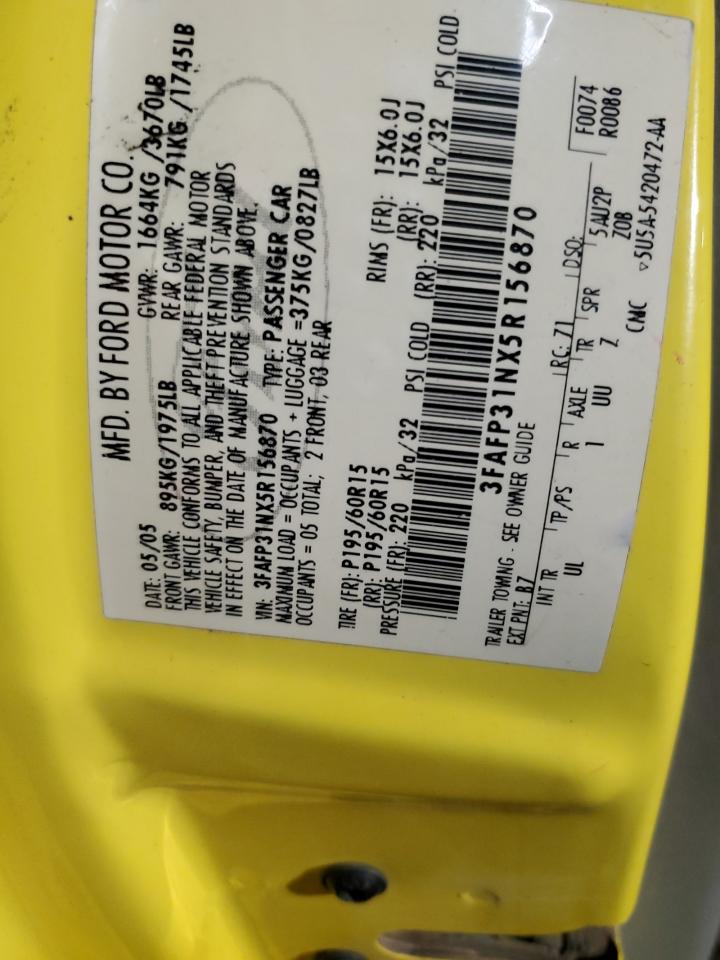 MFD. BY FORD MOTOR CO.
DATE: 05/05 GVWR: 1664KG /3670LB
FRONT GAWR: 895KG/1975LB REAR GAWR: 791KG /1745LB
THIS VEHICLE CONFORMS TO ALL APPLICABLE FEDERAL MOTOR
VEHICLE SAFETY, BUMPER, AND THEFT PREVENTION STANDARDS
IN EFFECT ON THE DATE OF MANUFACTURE SHOWN ABOVE.
VIN: 3FAFP31NX5R156870 TYPE: PASSENGER CAR
MAXIMUM LOAD = OCCUPANTS + LUGGAGE =375KG/0827LB
OCCUPANTS = 05 TOTAL; 2 FRONT, 03 REAR
TIRE (FR): P195/60R15 RIMS (FR): 15X6.0J
(RR): P195/60R15 (RR): 15X6.0J
PRESSURE (FR): 220 kPa/32 PSI COLD (RR): 220 kPa/32 PSI COLD
3FAFP31NX5R156870
TRAILER TOWING - SEE OWNER GUIDE
EXT PNT: B7 RC: 71 DSO: F0074
R0086
INT TR TP/PS R AXLE TR SPR 5AU2P
UL 1 UU Z Z0B
CMC ▿5U5A-5420472-AA